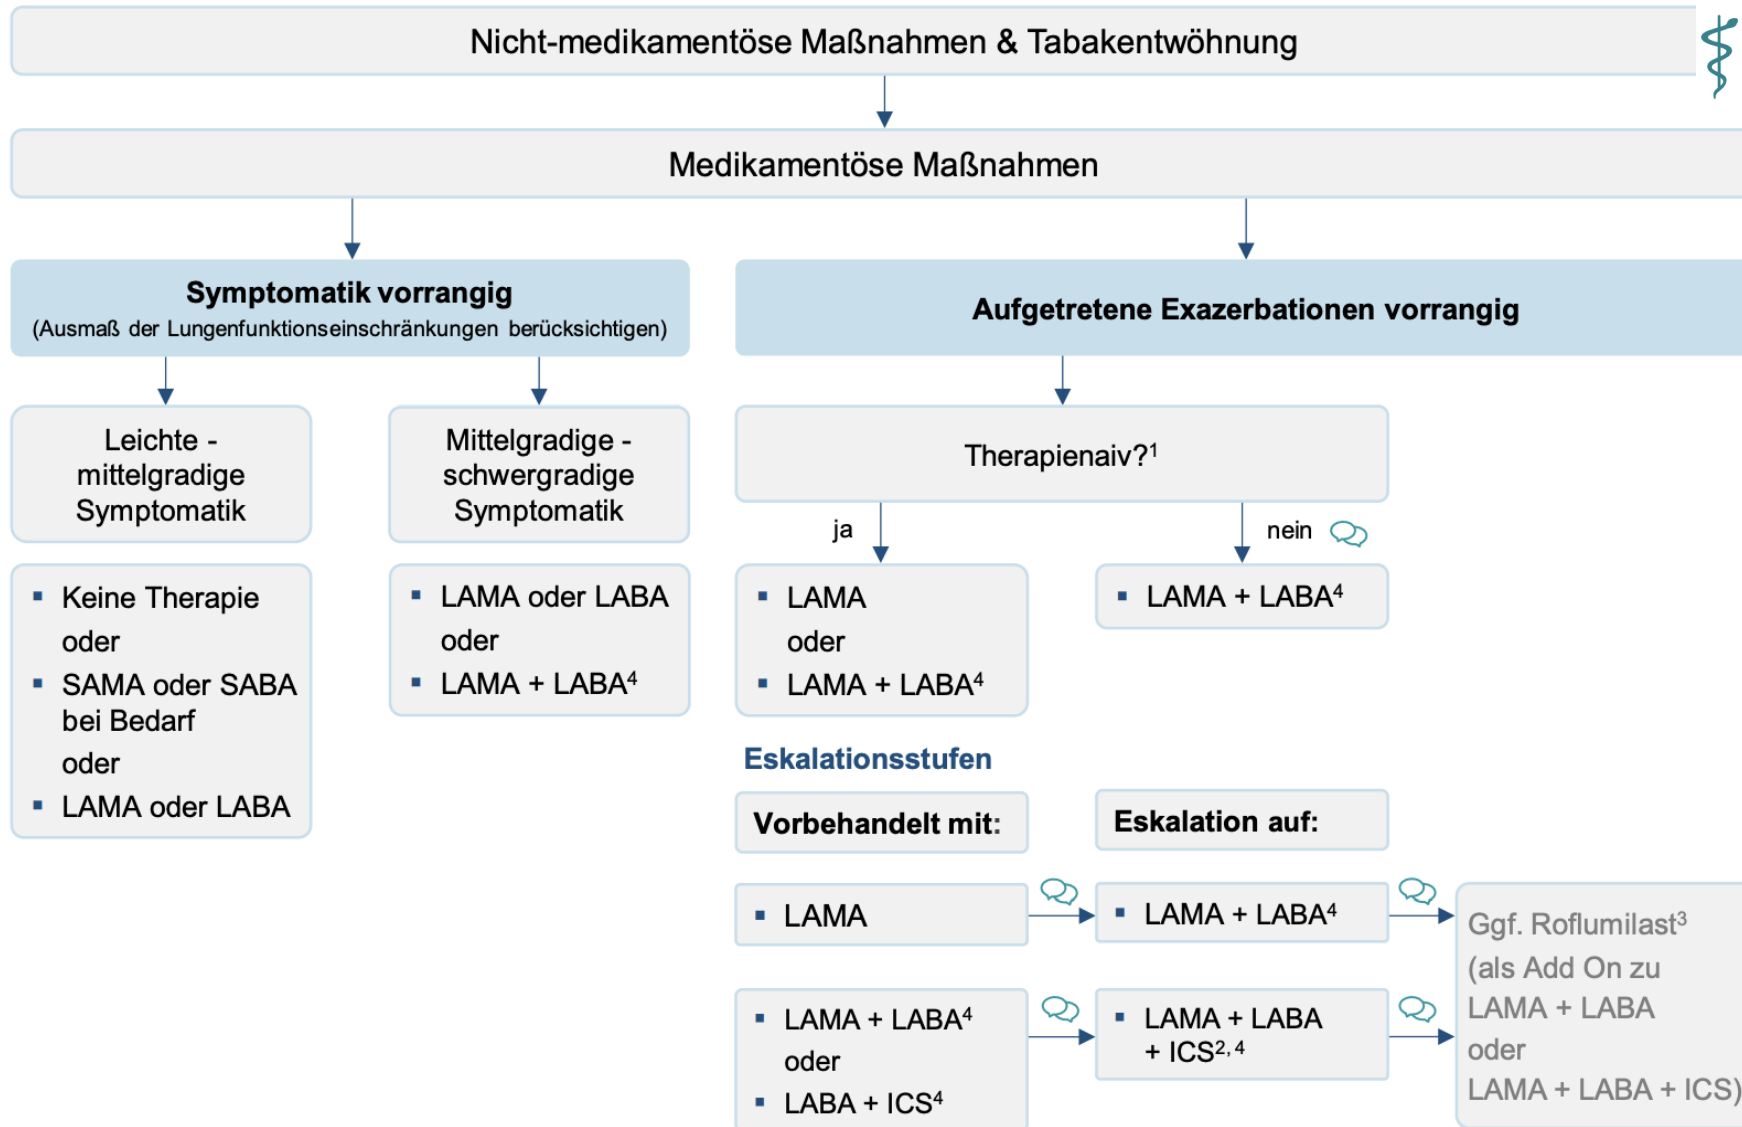 Nicht-medikamentöse Maßnahmen & Tabakentwöhnung
Medikamentöse Maßnahmen
Symptomatik vorrangig
(Ausmaß der Lungenfunktionseinschränkungen berücksichtigen)
Leichte -
mittelgradige
Symptomatik
▪ Keine Therapie
oder
▪ SAMA oder SABA
bei Bedarf
oder
▪ LAMA oder LABA
Mittelgradige -
schwergradige
Symptomatik
▪ LAMA oder LABA
oder
▪ LAMA + LABA⁴
Aufgetretene Exazerbationen vorrangig
Therapienaiv?¹
ja
nein
▪ LAMA
oder
▪ LAMA + LABA⁴
▪ LAMA + LABA⁴
Eskalationsstufen
Vorbehandelt mit:
Eskalation auf:
▪ LAMA
▪ LAMA + LABA⁴
▪ LAMA + LABA⁴
oder
▪ LABA + ICS⁴
▪ LAMA + LABA
+ ICS²,⁴
Ggf. Roflumilast³
(als Add On zu
LAMA + LABA
oder
LAMA + LABA + ICS)